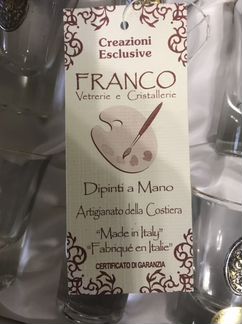 Creazioni
Esclusive
FRANCO
Vetrerie e Cristallerie
Dipinti a Mano
Artigianato della Costiera
"Made in Italy"
"Fabriqué en Italie"
CERTIFICATO DI GARANZIA